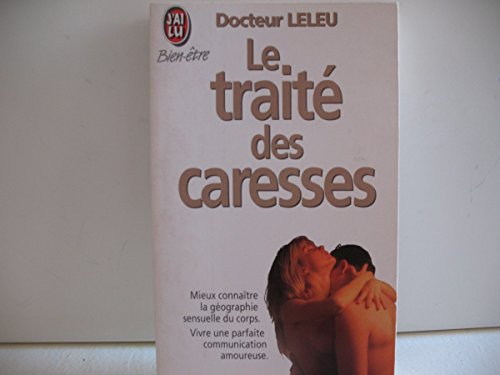 J'AI
LU
Bien-être
Docteur LELEU
Le
traité
des
caresses
Mieux connaître
la géographie
sensuelle du corps.
Vivre une parfaite
communication
amoureuse.